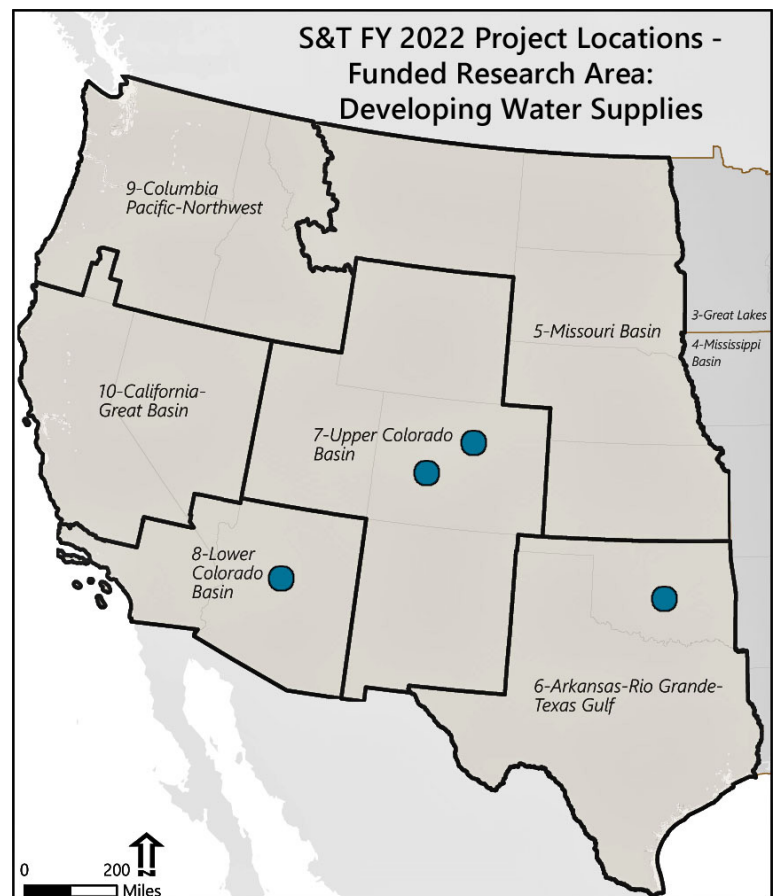 S&T FY 2022 Project Locations -
Funded Research Area:
Developing Water Supplies
9-Columbia
Pacific-Northwest
3-Great Lakes
5-Missouri Basin
4-Mississippi
Basin
10-California-
Great Basin
7-Upper Colorado
Basin
8-Lower
Colorado
Basin
6-Arkansas-Rio Grande-
Texas Gulf
N
0 200
Miles